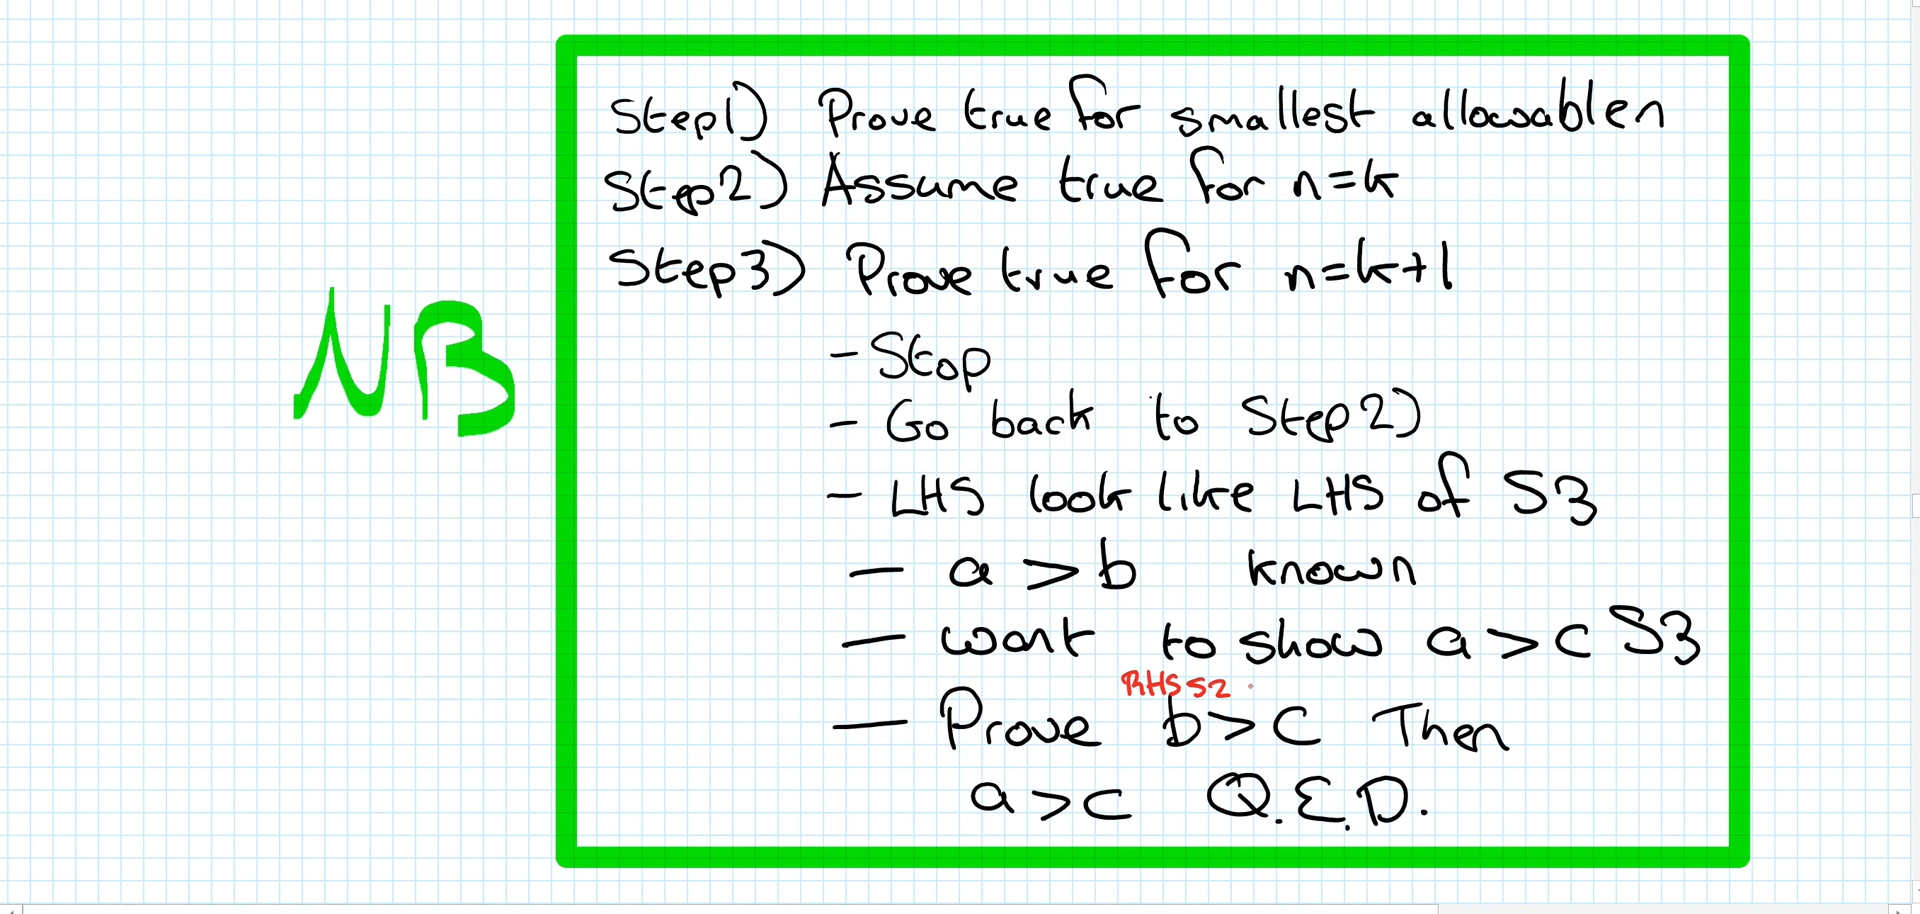 Step1) Prove true for smallest allowable n
Step2) Assume true for n=k
Step3) Prove true for n=k+1
NB
- Stop
- Go back to Step2)
- LHS look like LHS of S3
- a > b known
- want to show a > c S3
RHS S2
- Prove b > c Then
a > c Q.E.D.